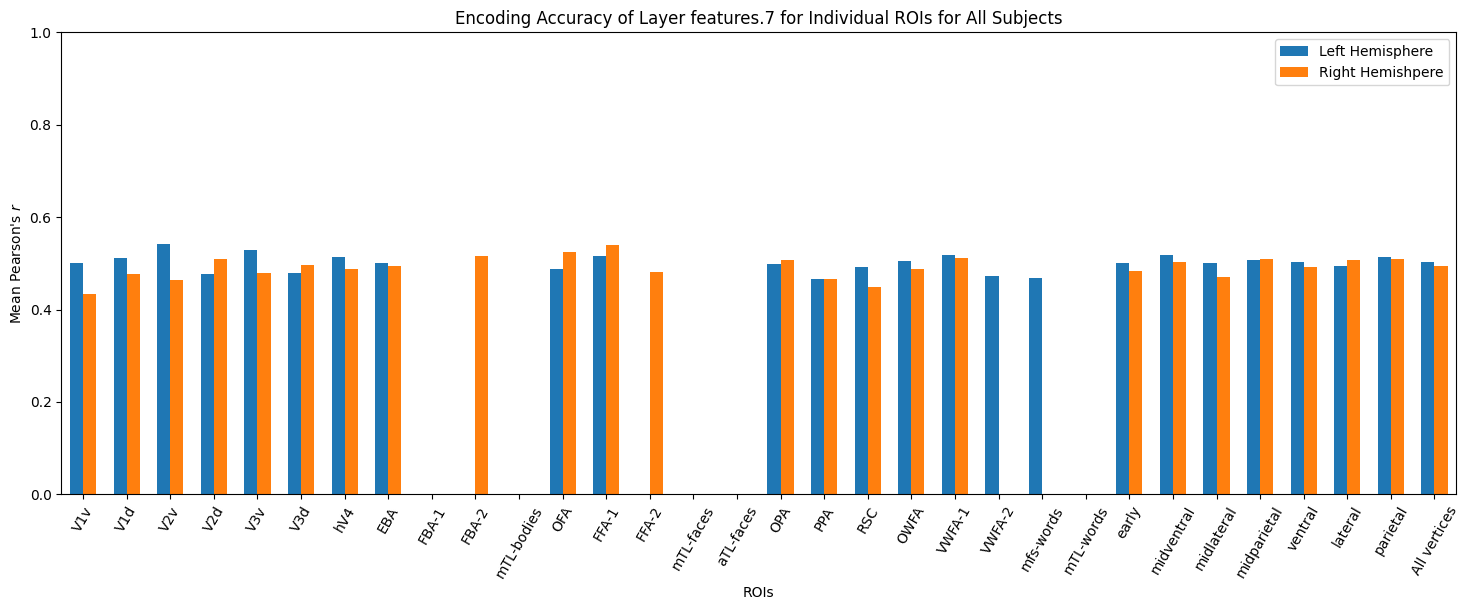 Encoding Accuracy of Layer features.7 for Individual ROIs for All Subjects
Left Hemisphere
Right Hemishpere
Mean Pearson's r
1.0
0.8
0.6
0.4
0.2
0.0
V1v
V1d
V2v
V2d
V3v
V3d
hV4
EBA
FBA-1
FBA-2
mTL-bodies
OFA
FFA-1
FFA-2
mTL-faces
aTL-faces
OPA
PPA
RSC
OWFA
VWFA-1
VWFA-2
mfs-words
mTL-words
early
midventral
midlateral
midparietal
ventral
lateral
parietal
All vertices
ROIs